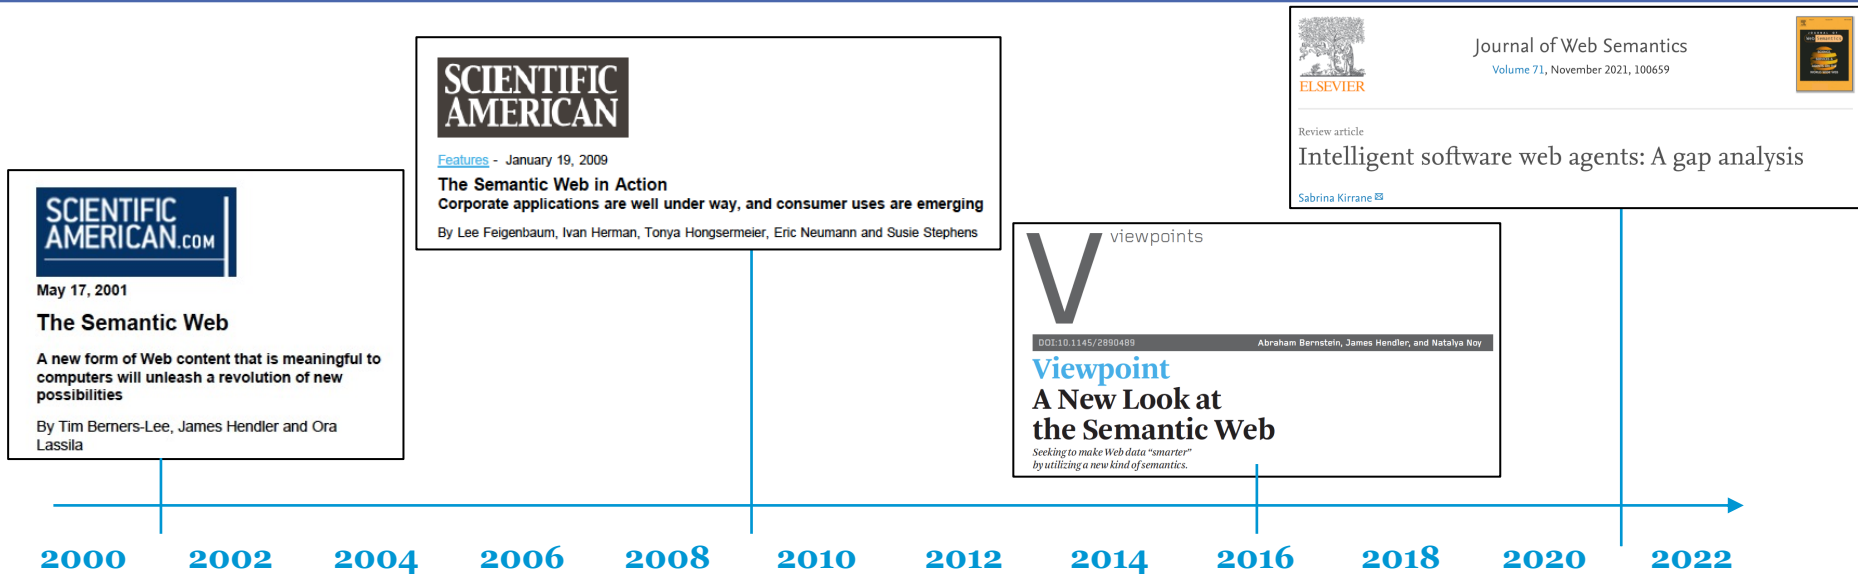 SCIENTIFIC
AMERICAN.COM
May 17, 2001
The Semantic Web
A new form of Web content that is meaningful to
computers will unleash a revolution of new
possibilities
By Tim Berners-Lee, James Hendler and Ora
Lassila
SCIENTIFIC
AMERICAN
Features - January 19, 2009
The Semantic Web in Action
Corporate applications are well under way, and consumer uses are emerging
By Lee Feigenbaum, Ivan Herman, Tonya Hongsermeier, Eric Neumann and Susie Stephens
V viewpoints
DOI:10.1145/2890489 Abraham Bernstein, James Hendler, and Natalya Noy
Viewpoint
A New Look at
the Semantic Web
Seeking to make Web data “smarter”
by utilizing a new kind of semantics.
ELSEVIER
Journal of Web Semantics
Volume 71, November 2021, 100659
Review article
Intelligent software web agents: A gap analysis
Sabrina Kirrane
2000 2002 2004 2006 2008 2010 2012 2014 2016 2018 2020 2022